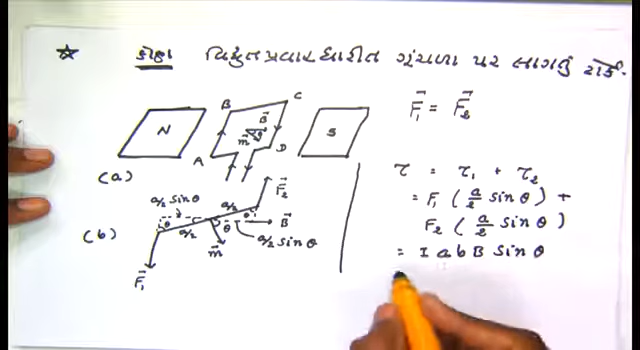 ☆ કોઈક વિદ્યુતપ્રવાહધારીત ગૂંચળા પર લાગતું ટોર્ક.
N
B
C
S
A
D
B⃗
m⃗
(a)
F⃗₁ = F⃗₂
τ = τ₁ + τ₂
= F₁ (a/2 sin θ) +
F₂ (a/2 sin θ)
= I a b B sin θ
(b)
a/2 sin θ
a/2
F⃗₂
θ
a/2
θ
B⃗
m⃗
a/2 sin θ
F⃗₁